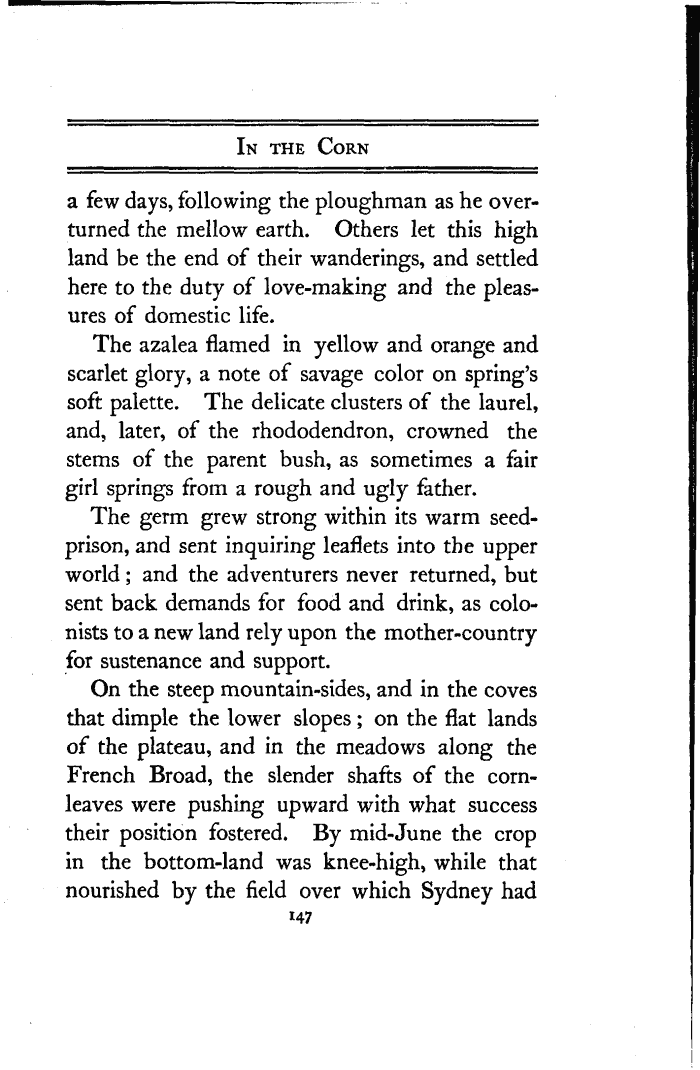 In the Corn
a few days, following the ploughman as he over-
turned the mellow earth. Others let this high
land be the end of their wanderings, and settled
here to the duty of love-making and the pleas-
ures of domestic life.
The azalea flamed in yellow and orange and
scarlet glory, a note of savage color on spring's
soft palette. The delicate clusters of the laurel,
and, later, of the rhododendron, crowned the
stems of the parent bush, as sometimes a fair
girl springs from a rough and ugly father.
The germ grew strong within its warm seed-
prison, and sent inquiring leaflets into the upper
world ; and the adventurers never returned, but
sent back demands for food and drink, as colo-
nists to a new land rely upon the mother-country
for sustenance and support.
On the steep mountain-sides, and in the coves
that dimple the lower slopes ; on the flat lands
of the plateau, and in the meadows along the
French Broad, the slender shafts of the corn-
leaves were pushing upward with what success
their position fostered. By mid-June the crop
in the bottom-land was knee-high, while that
nourished by the field over which Sydney had
147